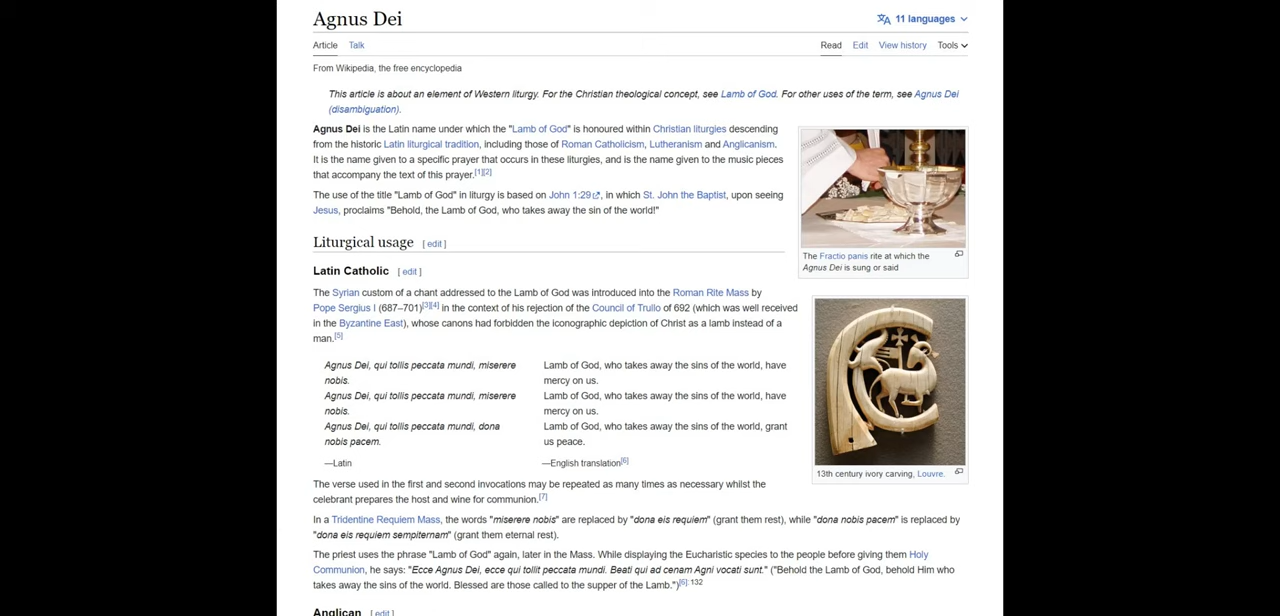 Agnus Dei
11 languages
Article Talk
Read Edit View history Tools
From Wikipedia, the free encyclopedia
This article is about an element of Western liturgy. For the Christian theological concept, see Lamb of God. For other uses of the term, see Agnus Dei
(disambiguation).
Agnus Dei is the Latin name under which the "Lamb of God" is honoured within Christian liturgies descending
from the historic Latin liturgical tradition, including those of Roman Catholicism, Lutheranism and Anglicanism.
It is the name given to a specific prayer that occurs in these liturgies, and is the name given to the music pieces
that accompany the text of this prayer.[1][2]
The use of the title "Lamb of God" in liturgy is based on John 1:29, in which St. John the Baptist, upon seeing
Jesus, proclaims "Behold, the Lamb of God, who takes away the sin of the world!"
The Fractio panis rite at which the
Agnus Dei is sung or said
Liturgical usage [ edit ]
Latin Catholic [ edit ]
The Syrian custom of a chant addressed to the Lamb of God was introduced into the Roman Rite Mass by
Pope Sergius I (687–701)[3][4] in the context of his rejection of the Council of Trullo of 692 (which was well received
in the Byzantine East), whose canons had forbidden the iconographic depiction of Christ as a lamb instead of a
man.[5]
Agnus Dei, qui tollis peccata mundi, miserere
nobis.
Agnus Dei, qui tollis peccata mundi, miserere
nobis.
Agnus Dei, qui tollis peccata mundi, dona
nobis pacem.
—Latin
Lamb of God, who takes away the sins of the world, have
mercy on us.
Lamb of God, who takes away the sins of the world, have
mercy on us.
Lamb of God, who takes away the sins of the world, grant
us peace.
—English translation[6]
13th century ivory carving, Louvre.
The verse used in the first and second invocations may be repeated as many times as necessary whilst the
celebrant prepares the host and wine for communion.[7]
In a Tridentine Requiem Mass, the words "miserere nobis" are replaced by "dona eis requiem" (grant them rest), while "dona nobis pacem" is replaced by
"dona eis requiem sempiternam" (grant them eternal rest).
The priest uses the phrase "Lamb of God" again, later in the Mass. While displaying the Eucharistic species to the people before giving them Holy
Communion, he says: "Ecce Agnus Dei, ecce qui tollit peccata mundi. Beati qui ad cenam Agni vocati sunt." ("Behold the Lamb of God, behold Him who
takes away the sins of the world. Blessed are those called to the supper of the Lamb.")[6]: 132
Anglican [ edit ]